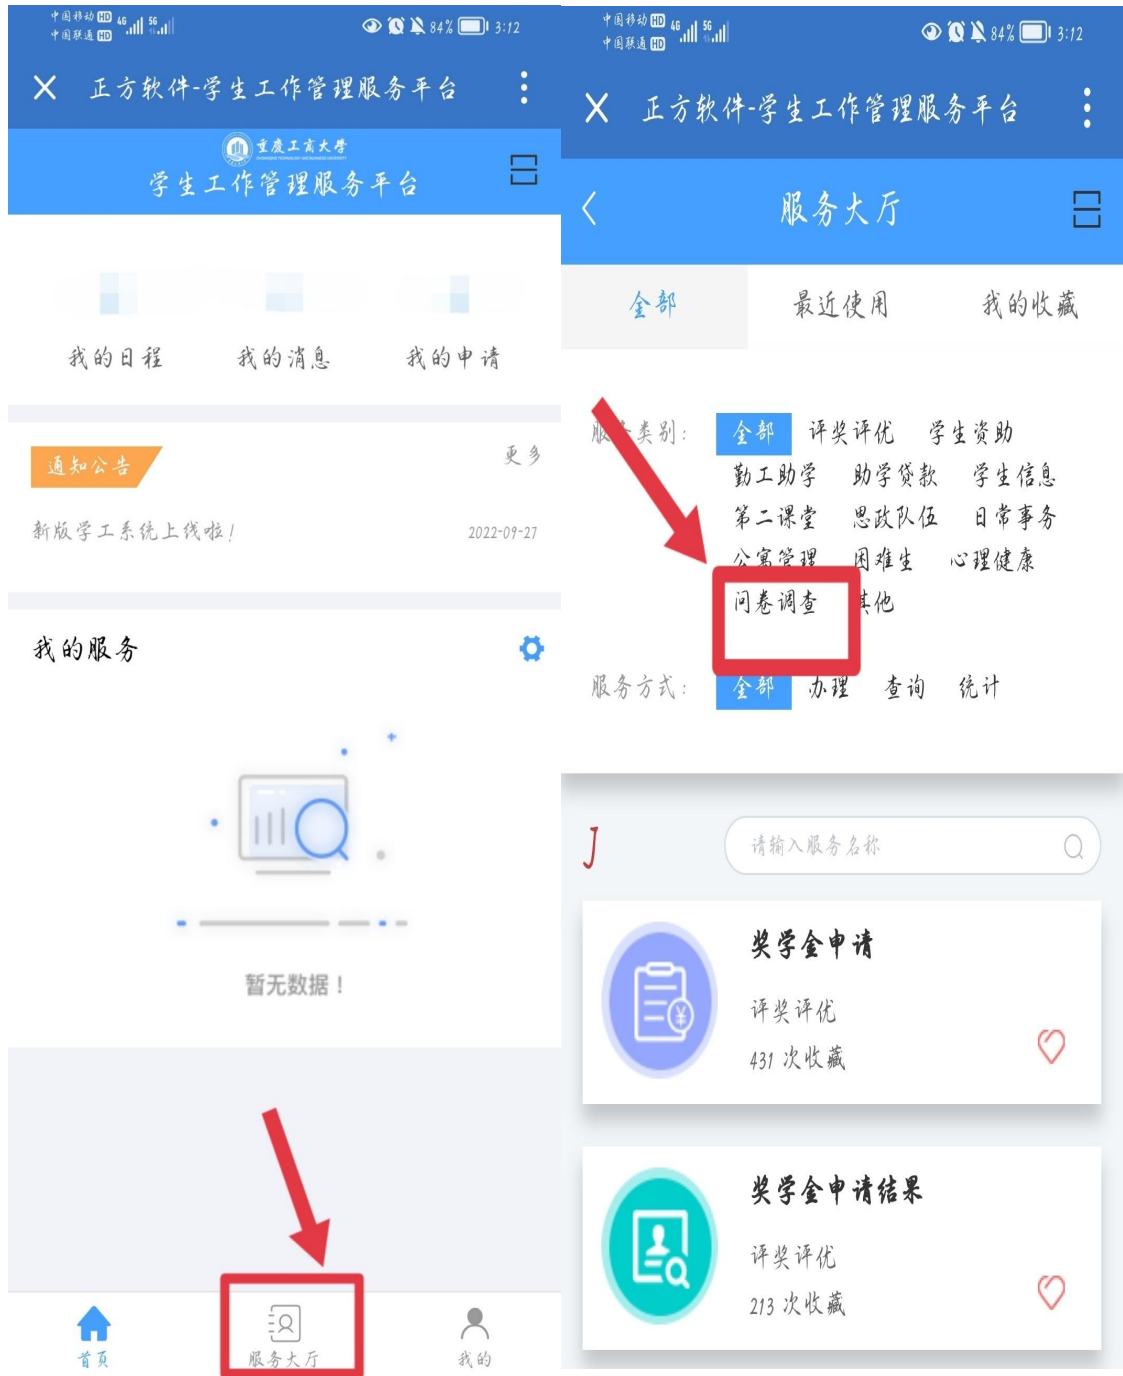 中国移动 HD 4G 5G
中国联通 HD
84% 3:12
正方软件-学生工作管理服务平台
重庆工商大学
CHONGQING TECHNOLOGY AND BUSINESS UNIVERSITY
学生工作管理服务平台
我的日程 我的消息 我的申请
通知公告 更多
新版学工系统上线啦! 2022-09-27
我的服务
暂无数据!
首页 服务大厅 我的
中国移动 HD 4G 5G
中国联通 HD
84% 3:12
正方软件-学生工作管理服务平台
服务大厅
全部 最近使用 我的收藏
服务类别: 全部 评奖评优 学生资助
勤工助学 助学贷款 学生信息
第二课堂 思政队伍 日常事务
公寓管理 困难生 心理健康
问卷调查 其他
服务方式: 全部 办理 查询 统计
J 请输入服务名称
奖学金申请
评奖评优
431 次收藏
奖学金申请结果
评奖评优
213 次收藏